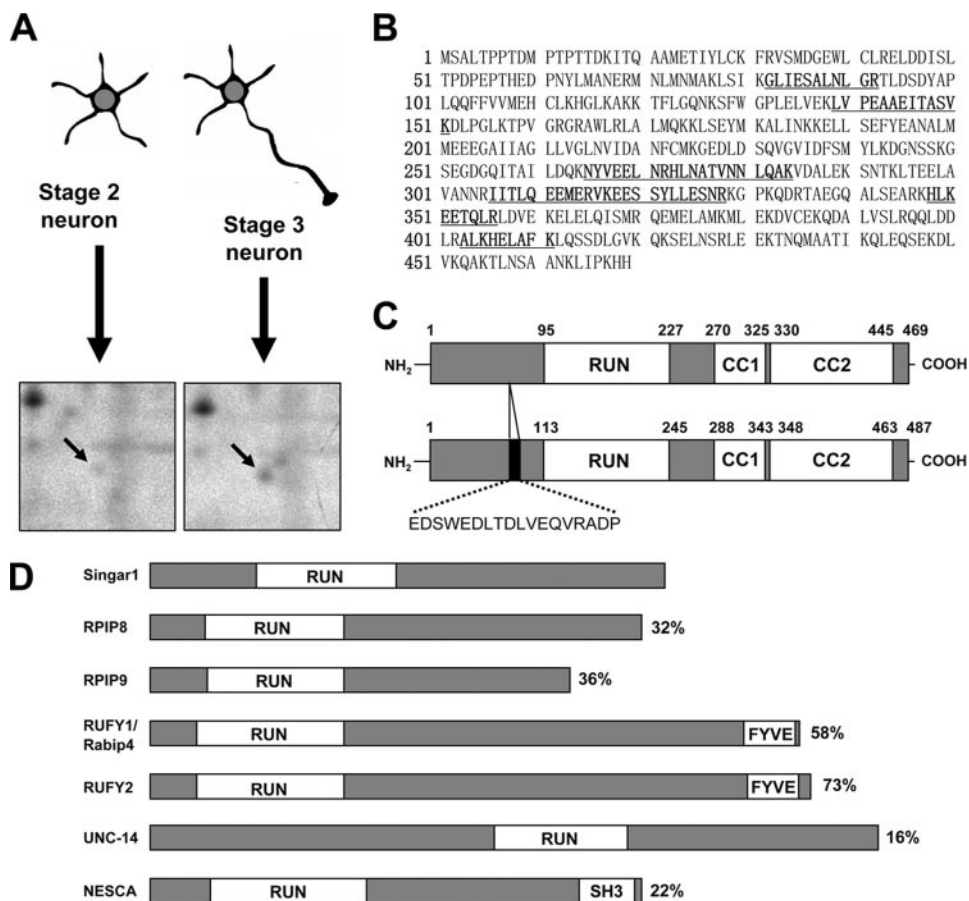 A
Stage 2
neuron
Stage 3
neuron
B
1 MSALTPPTDM PTPTTDKITQ AAMETIYLCK FRVSMDGEWL CLRELDDISL
51 TPDPEPTHED PNYLMANERM NLMNMAKLSI KGLIESALNL GRTLDSDYAP
101 LQQFFVVMEH CLKHGLKAKK TFLGQNKSFW GPLELVEKLV PEAAEITASV
151 KDLPGLKTPV GRGRAWLRLA LMQKKLSEYM KALINKKELL SEFYEANALM
201 MEEEGAIIAG LLVGLNVIDA NFCMKGEDLD SQVGVIDFSM YLKDGNSSKG
251 SEGDGQITAI LDQKNYVEEL NRHLNATVNN LQAKVDALEK SNTKLTEELA
301 VANNRIITLQ EEMERVKEES SYLLESNRKG PKQDRTAEGQ ALSEARKHLK
351 EETQLRLDVE KELELQISMR QEMELAMKML EKDVCEKQDA LVSLRQQLDD
401 LRALKHELAF KLQSSDLGVK QKSELNSRLE EKTNQMAATI KQLEQSEKDL
451 VKQAKTLNSA ANKLIPKHH
C
1 95 227 270 325 330 445 469
NH2 RUN CC1 CC2 COOH
1 113 245 288 343 348 463 487
NH2 RUN CC1 CC2 COOH
EDSWEDLTDLVEQVRADP
D
Singar1 RUN
RPIP8 RUN 32%
RPIP9 RUN 36%
RUFY1/
Rabip4 RUN FYVE 58%
RUFY2 RUN FYVE 73%
UNC-14 RUN 16%
NESCA RUN SH3 22%